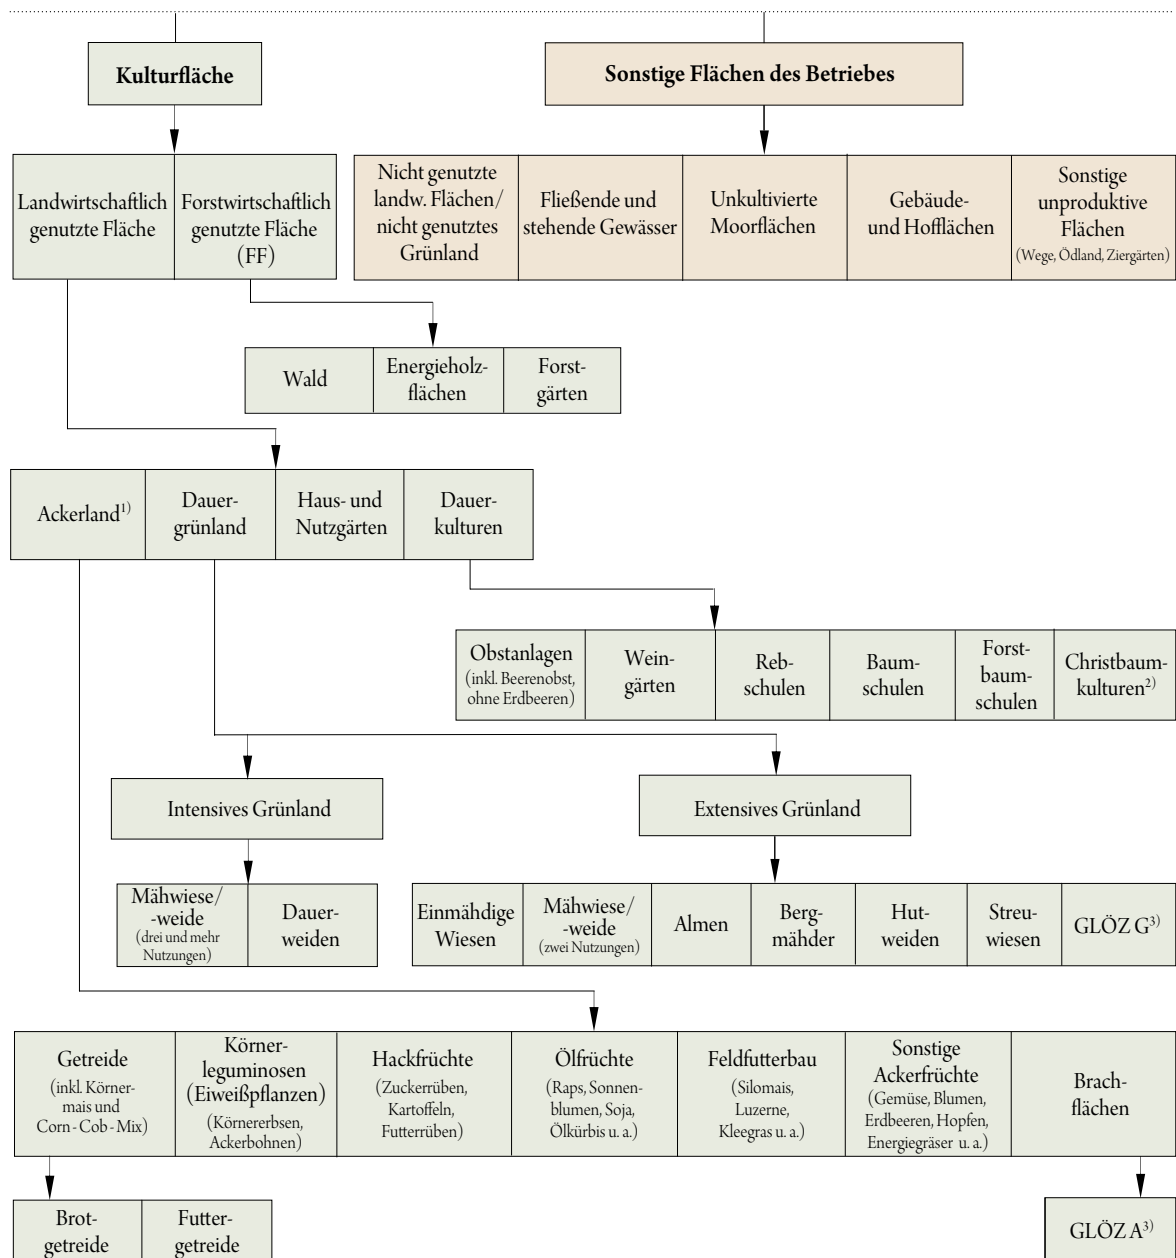 Kulturfläche
Sonstige Flächen des Betriebes
Landwirtschaftlich
genutzte Fläche
Forstwirtschaftlich
genutzte Fläche
(FF)
Nicht genutzte
landw. Flächen/
nicht genutztes
Grünland
Fließende und
stehende Gewässer
Unkultivierte
Moorflächen
Gebäude-
und Hofflächen
Sonstige
unproduktive
Flächen
(Wege, Ödland, Ziergärten)
Wald
Energieholz-
flächen
Forst-
gärten
Ackerland1)
Dauer-
grünland
Haus- und
Nutzgärten
Dauer-
kulturen
Obstanlagen
(inkl. Beerenobst,
ohne Erdbeeren)
Wein-
gärten
Reb-
schulen
Baum-
schulen
Forst-
baum-
schulen
Christbaum-
kulturen2)
Intensives Grünland
Extensives Grünland
Mähwiese/
-weide
(drei und mehr
Nutzungen)
Dauer-
weiden
Einmähdige
Wiesen
Mähwiese/
-weide
(zwei Nutzungen)
Almen
Berg-
mähder
Hut-
weiden
Streu-
wiesen
GLÖZ G3)
Getreide
(inkl. Körner-
mais und
Corn-Cob-Mix)
Körner-
leguminosen
(Eiweißpflanzen)
(Körnererbsen,
Ackerbohnen)
Hackfrüchte
(Zuckerrüben,
Kartoffeln,
Futterrüben)
Ölfrüchte
(Raps, Sonnen-
blumen, Soja,
Ölkürbis u. a.)
Feldfutterbau
(Silomais,
Luzerne,
Kleegras u. a.)
Sonstige
Ackerfrüchte
(Gemüse, Blumen,
Erdbeeren, Hopfen,
Energiegräser u. a.)
Brach-
flächen
Brot-
getreide
Futter-
getreide
GLÖZ A3)